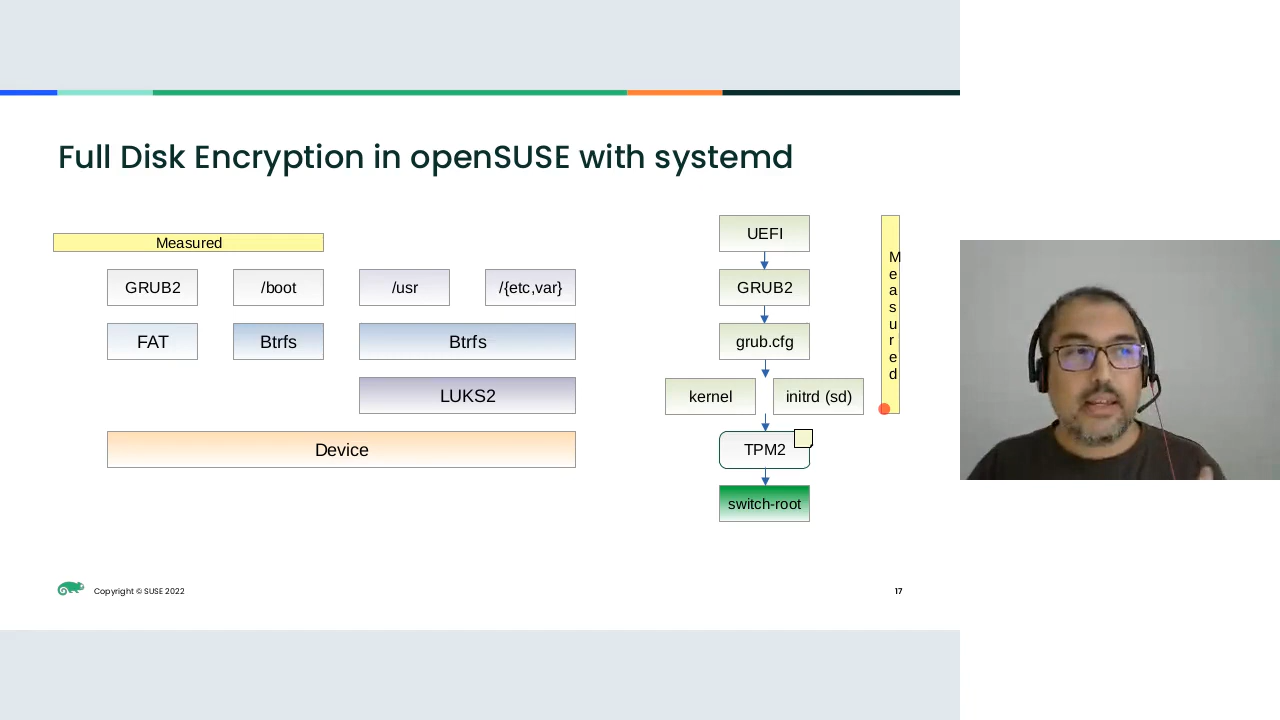 Full Disk Encryption in openSUSE with systemd
Measured
GRUB2
/boot
/usr
/{etc,var}
FAT
Btrfs
Btrfs
LUKS2
Device
UEFI
GRUB2
grub.cfg
kernel
initrd (sd)
TPM2
switch-root
Measured
Copyright © SUSE 2022
17